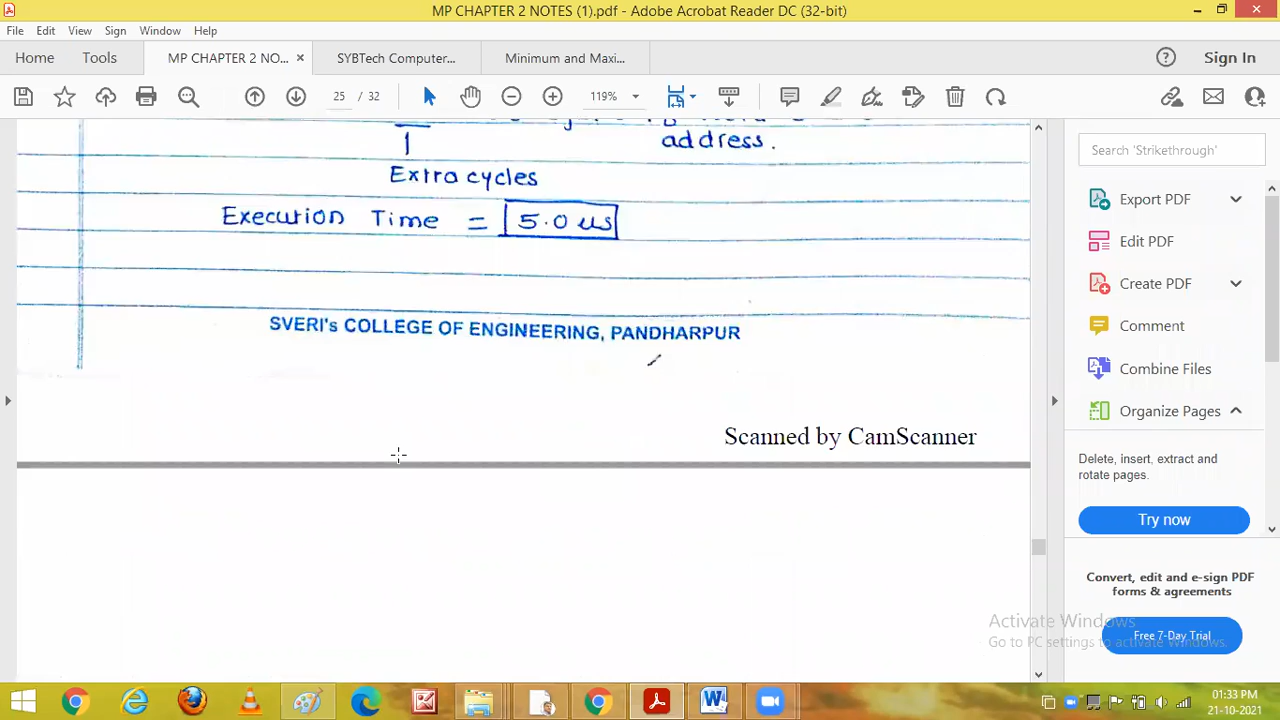 MP CHAPTER 2 NOTES (1).pdf - Adobe Acrobat Reader DC (32-bit)
File Edit View Sign Window Help
Home Tools MP CHAPTER 2 NO... × SYBTech Computer... Minimum and Maxi... Sign In
25 / 32 119%
address.
1
Extra cycles
Execution Time = 5.0 us
SVERI's COLLEGE OF ENGINEERING, PANDHARPUR
Scanned by CamScanner
Search 'Strikethrough'
Export PDF
Edit PDF
Create PDF
Comment
Combine Files
Organize Pages
Delete, insert, extract and
rotate pages.
Try now
Convert, edit and e-sign PDF
forms & agreements
Free 7-Day Trial
Activate Windows
Go to PC settings to activate Windows.
01:33 PM
21-10-2021